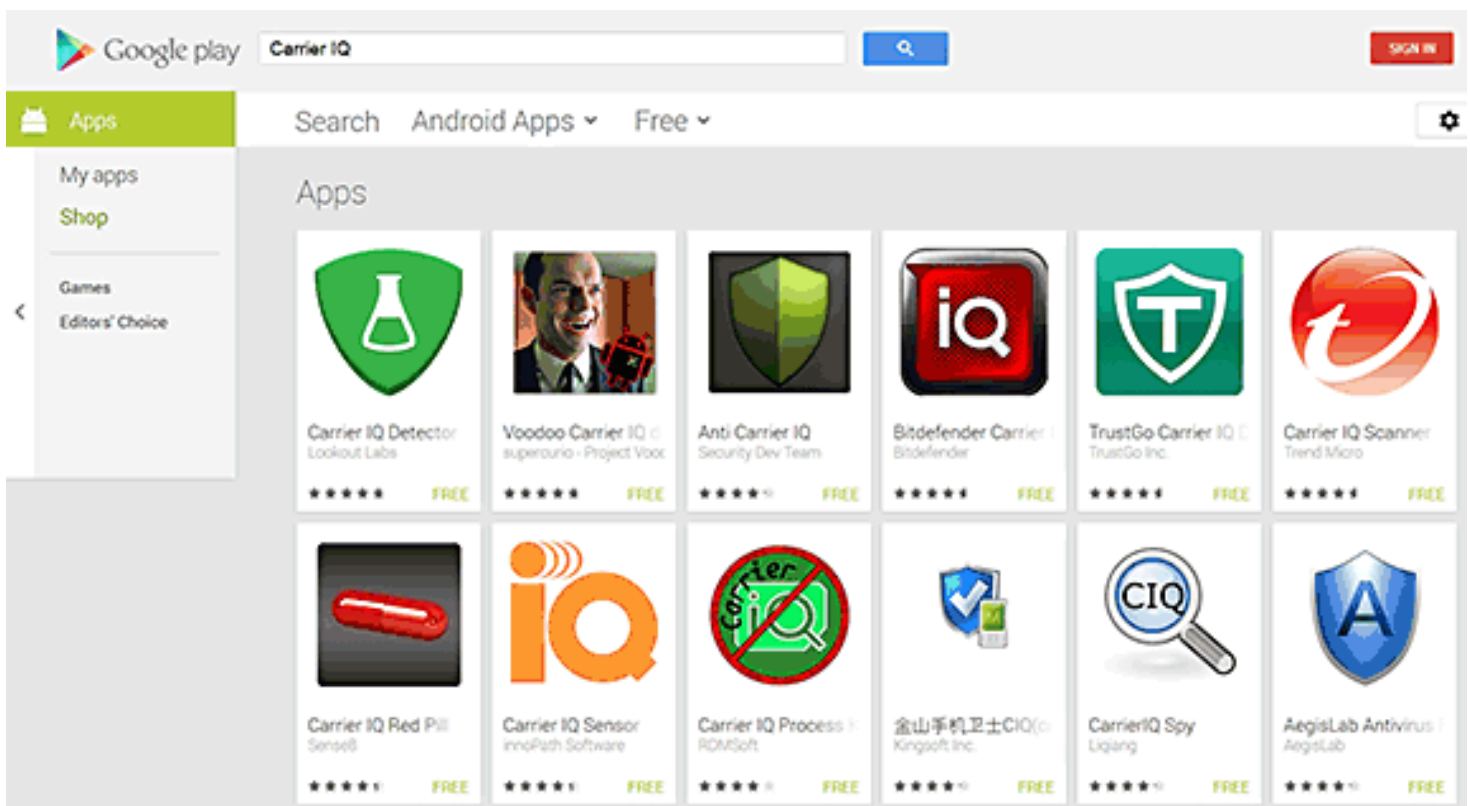 Google play
Carrier IQ
SIGN IN
Apps
Search Android Apps Free
My apps
Shop
Games
Editors' Choice
Apps
iQ
T
t
Carrier IQ Detector
Lookout Labs
FREE
Voodoo Carrier IQ d
supercurio - Project Vooc
FREE
Anti Carrier IQ
Security Dev Team
FREE
Bitdefender Carrier I
Bitdefender
FREE
TrustGo Carrier IQ D
TrustGo Inc.
FREE
Carrier IQ Scanner
Trend Micro
FREE
iQ
Carrier
iQ
CIQ
A
Carrier IQ Red Pill
Sense8
FREE
Carrier IQ Sensor
innoPath Software
FREE
Carrier IQ Process
ROMSoft
FREE
金山手机卫士CIQ(c
Kingsoft Inc.
FREE
CarrierIQ Spy
Liqiang
FREE
AegisLab Antivirus
AegisLab
FREE